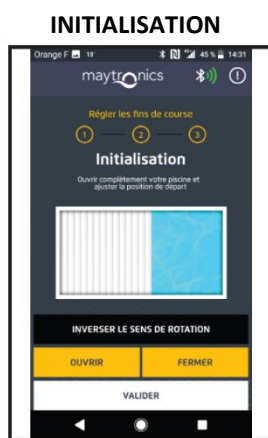 INITIALISATION
Orange F 13° 45 % 14:31
maytronics
Régler les fins de course
1 2 3
Initialisation
Ouvrir complètement votre piscine et
ajuster la position de départ
INVERSER LE SENS DE ROTATION
OUVRIR FERMER
VALIDER